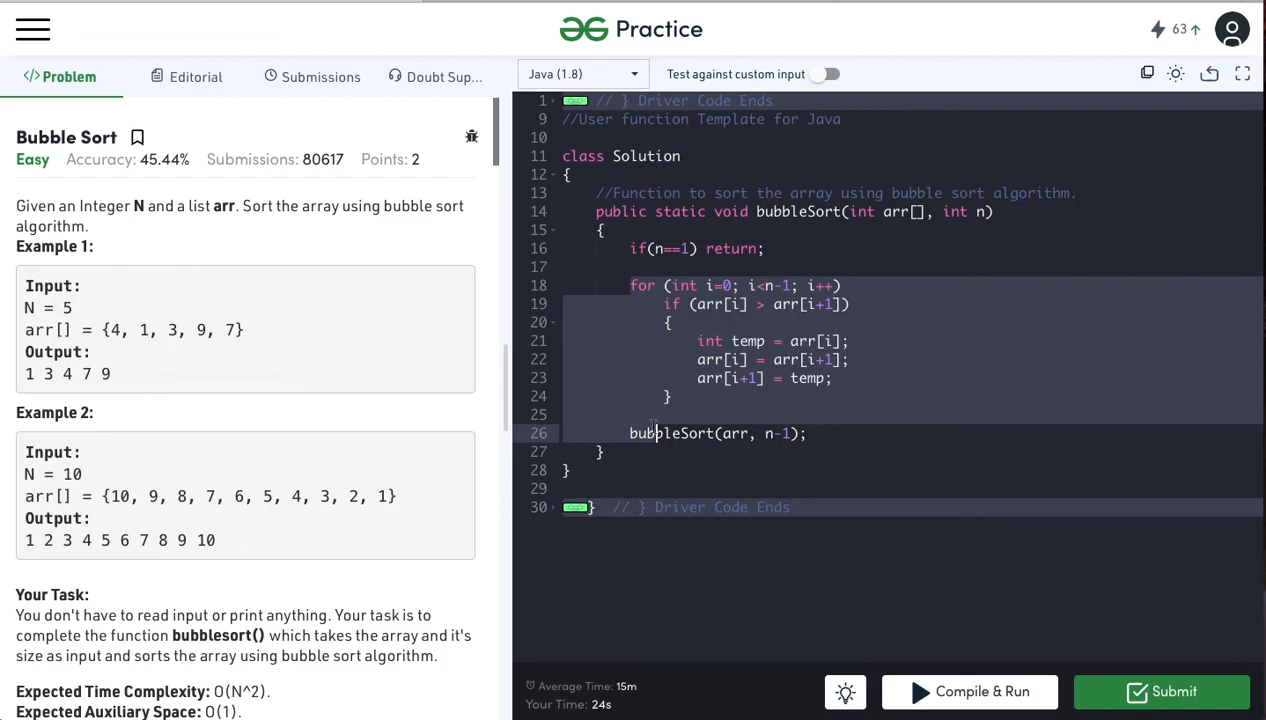 Practice
63
Problem
Editorial
Submissions
Doubt Sup...
Java (1.8)
Test against custom input
Bubble Sort
Easy Accuracy: 45.44% Submissions: 80617 Points: 2
Given an Integer N and a list arr. Sort the array using bubble sort
algorithm.
Example 1:
Input:
N = 5
arr[] = {4, 1, 3, 9, 7}
Output:
1 3 4 7 9
Example 2:
Input:
N = 10
arr[] = {10, 9, 8, 7, 6, 5, 4, 3, 2, 1}
Output:
1 2 3 4 5 6 7 8 9 10
Your Task:
You don't have to read input or print anything. Your task is to
complete the function bubblesort() which takes the array and it's
size as input and sorts the array using bubble sort algorithm.
Expected Time Complexity: O(N^2).
Expected Auxiliary Space: O(1).
1 // } Driver Code Ends
9 //User function Template for Java
10
11 class Solution
12 {
13 //Function to sort the array using bubble sort algorithm.
14 public static void bubbleSort(int arr[], int n)
15 {
16 if(n==1) return;
17
18 for (int i=0; i<n-1; i++)
19 if (arr[i] > arr[i+1])
20 {
21 int temp = arr[i];
22 arr[i] = arr[i+1];
23 arr[i+1] = temp;
24 }
25
26 bubbleSort(arr, n-1);
27 }
28 }
29
30 } // } Driver Code Ends
Average Time: 15m
Your Time: 24s
Compile & Run
Submit